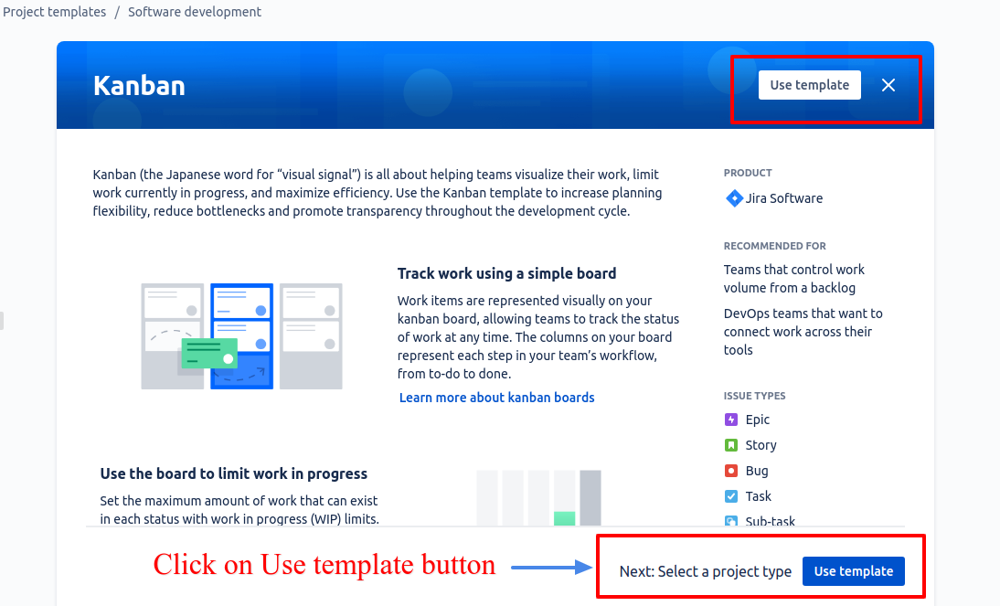 Project templates / Software development
Kanban
Use template
Kanban (the Japanese word for “visual signal”) is all about helping teams visualize their work, limit
work currently in progress, and maximize efficiency. Use the Kanban template to increase planning
flexibility, reduce bottlenecks and promote transparency throughout the development cycle.
Track work using a simple board
Work items are represented visually on your
kanban board, allowing teams to track the status
of work at any time. The columns on your board
represent each step in your team’s workflow,
from to-do to done.
Learn more about kanban boards
Use the board to limit work in progress
Set the maximum amount of work that can exist
in each status with work in progress (WIP) limits.
PRODUCT
Jira Software
RECOMMENDED FOR
Teams that control work
volume from a backlog
DevOps teams that want to
connect work across their
tools
ISSUE TYPES
Epic
Story
Bug
Task
Sub-task
Click on Use template button
Next: Select a project type
Use template